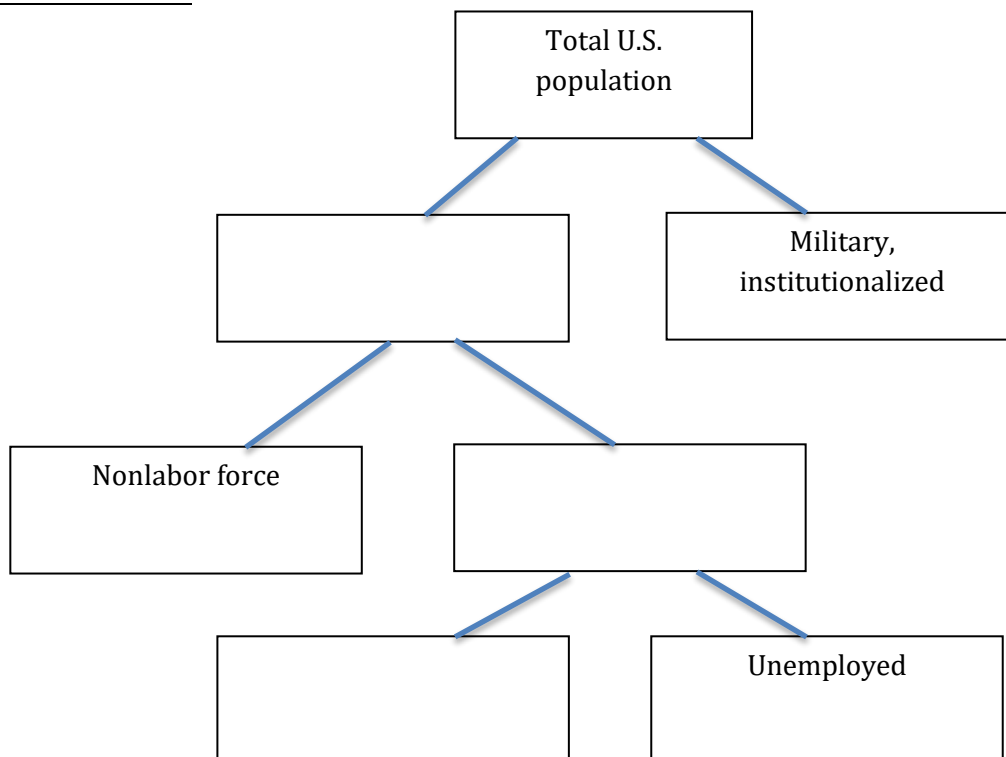 Total U.S.
population
Military,
institutionalized
Nonlabor force
Unemployed